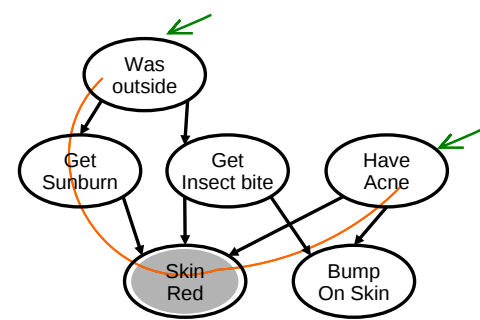 Was
outside
Get
Sunburn
Get
Insect bite
Have
Acne
Skin
Red
Bump
On Skin